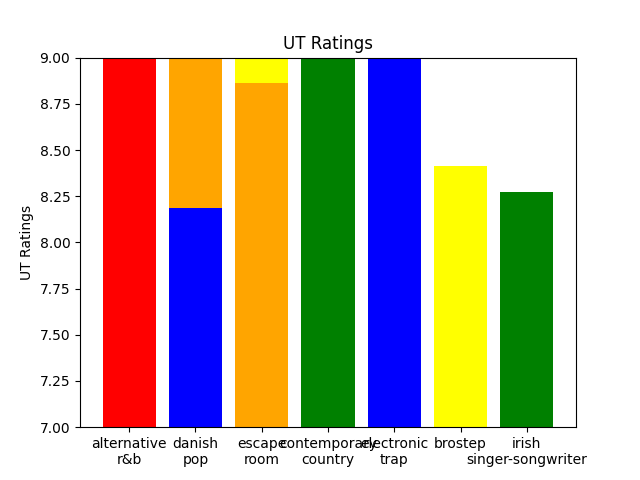 UT Ratings
UT Ratings
9.00
8.75
8.50
8.25
8.00
7.75
7.50
7.25
7.00
alternative
r&b
danish
pop
escape
room
contemporary
country
electronic
trap
brostep
irish
singer-songwriter